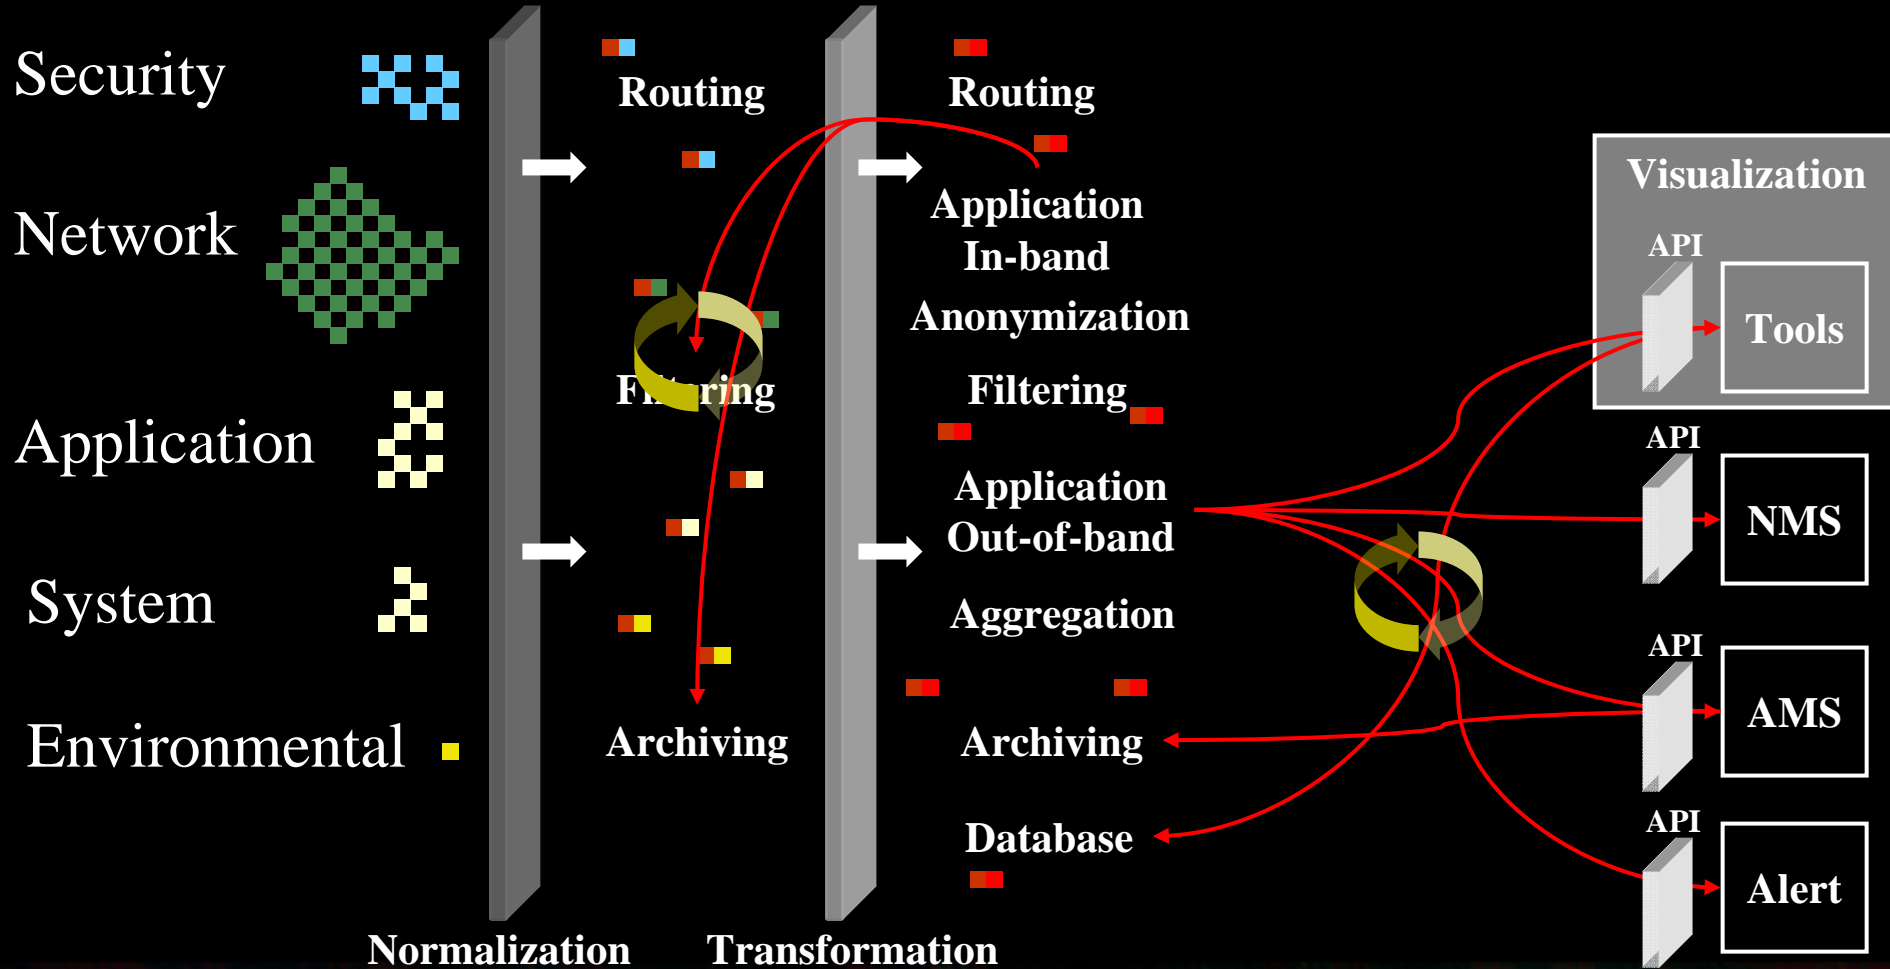 Security
Network
Application
System
Environmental
Normalization
Routing
Filtering
Archiving
Transformation
Routing
Application
In-band
Anonymization
Filtering
Application
Out-of-band
Aggregation
Archiving
Database
Visualization
API
Tools
API
NMS
API
AMS
API
Alert